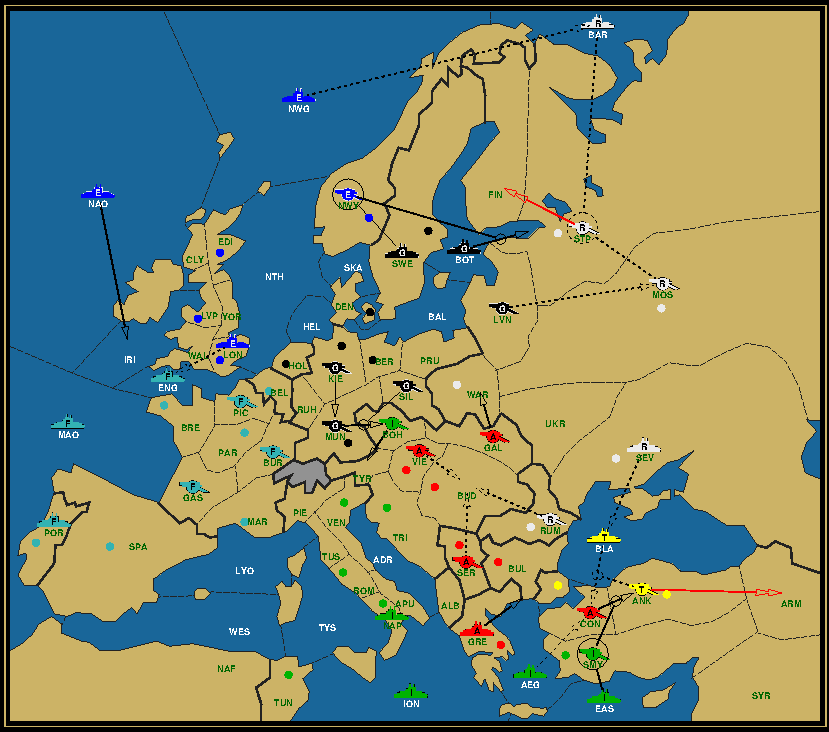 R
BAR
E
NWG
E
NAO
E
NWY
FIN
R
STP
EDI
CLY
G
SWE
G
BOT
SKA
NTH
R
MOS
DEN
G
LVN
BAL
LVP YOR
HEL
E
WAL LON
IRI
HOL
BER
PRU
G
KIE
F
ENG
G
SIL
WAR
BEL
F
PIC
RUH
F
MAO
BRE
G
MUN
I
BOH
UKR
A
GAL
PAR
F
BUR
A
VIE
R
SEV
TYR
F
GAS
BUD
PIE
VEN
MAR
F
POR
R
RUM
SPA
TRI
T
BLA
TUS
ADR
A
SER
BUL
LYO
ROM
T
ANK
ARM
APU
ALB
A
CON
I
NAP
WES
TYS
A
GRE
I
SMY
NAF
I
AEG
TUN
I
ION
I
EAS
SYR